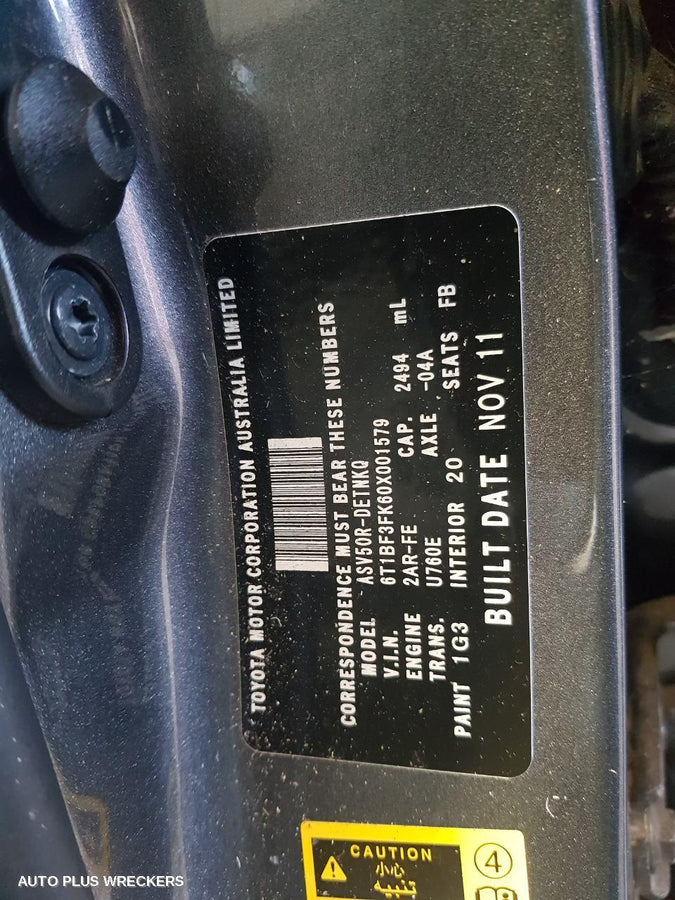 TOYOTA MOTOR CORPORATION AUSTRALIA LIMITED
CORRESPONDENCE MUST BEAR THESE NUMBERS
MODEL ASV50R-DETNKQ
V.I.N. 6T1BF3FK60X001579
ENGINE 2AR-FE CAP. 2494 mL
TRANS. U760E AXLE -04A
PAINT 1G3 INTERIOR 20 SEATS FB
BUILT DATE NOV 11
CAUTION
小心
تنبيه
4
AUTO PLUS WRECKERS